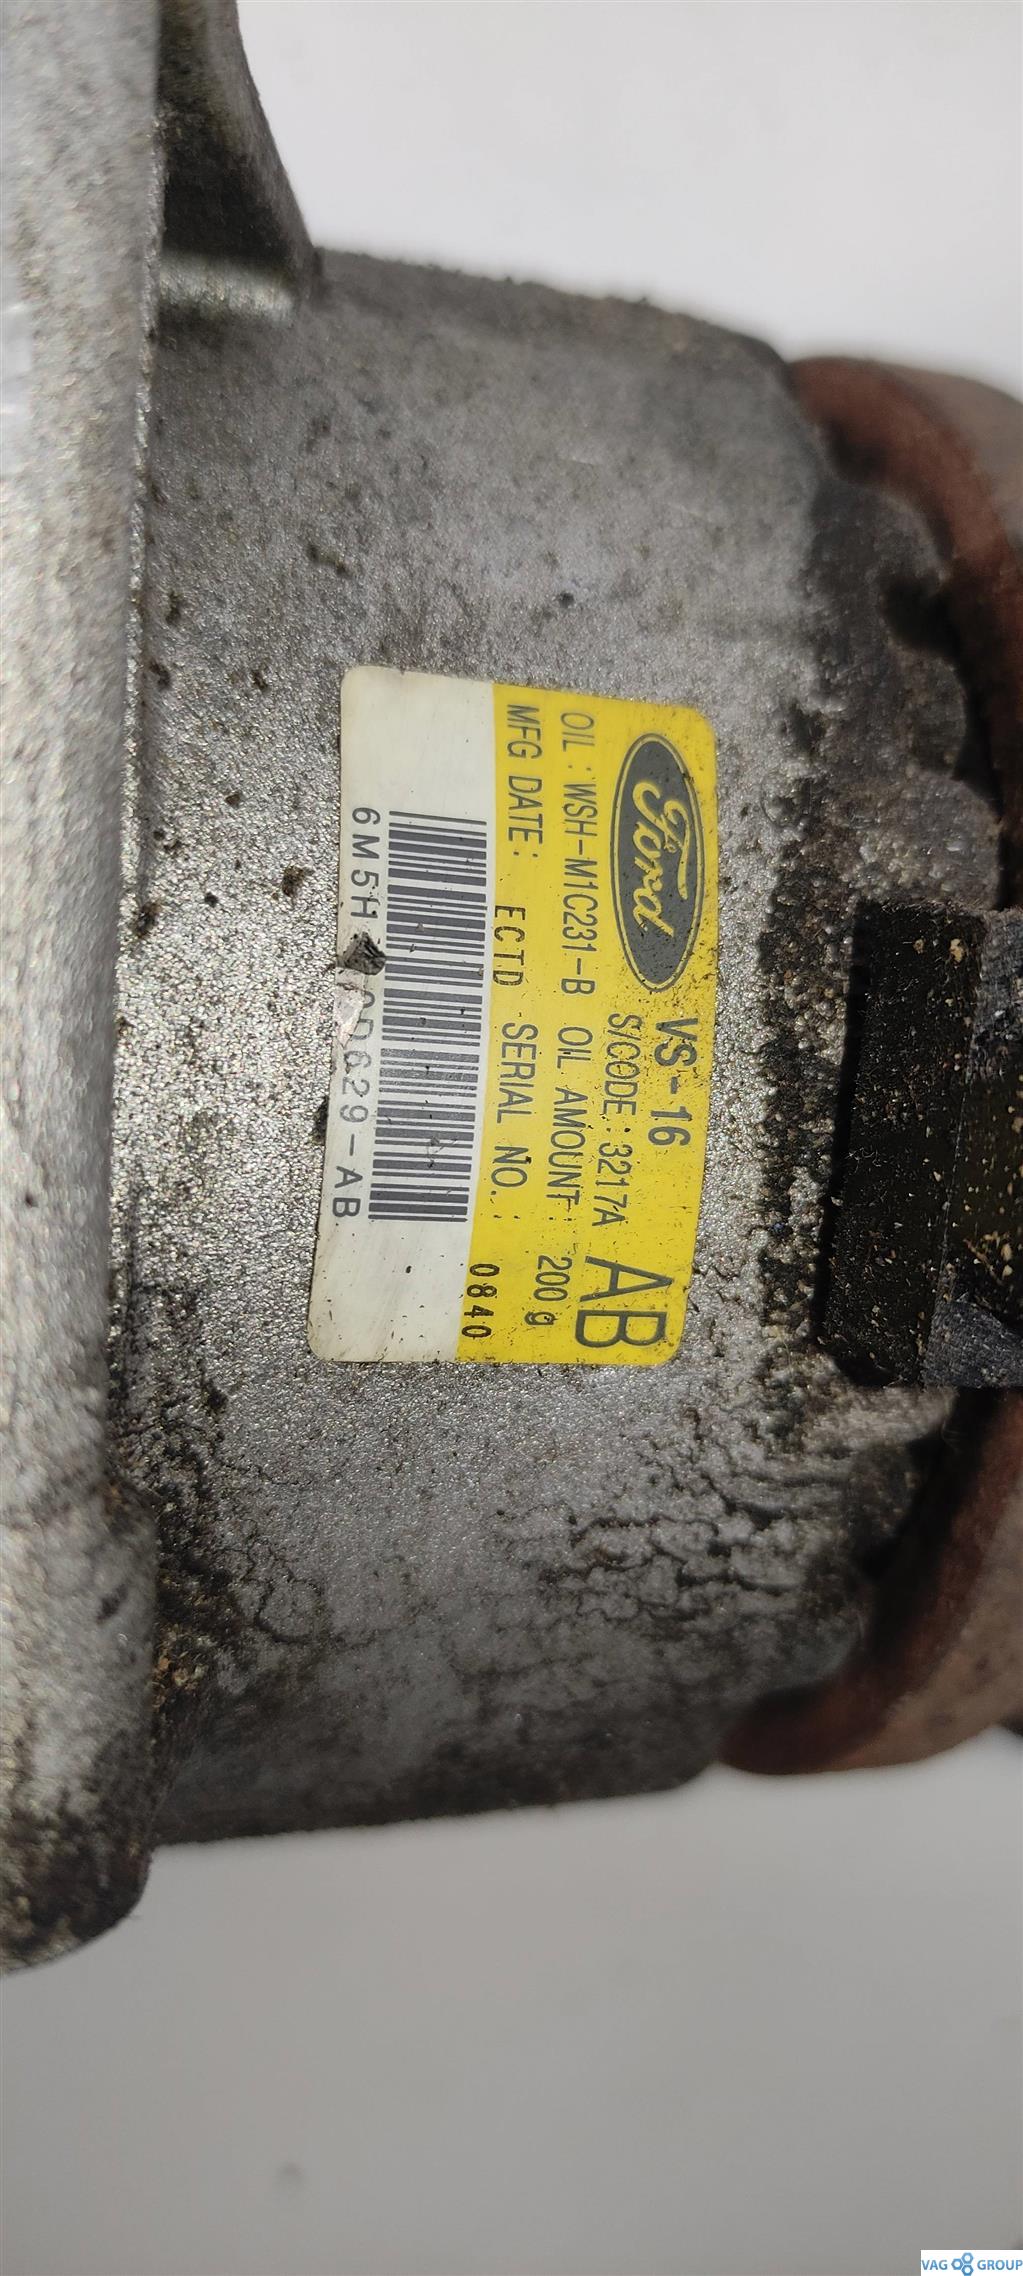 Ford
VS-16
S/CODE: 3217A
AB
OIL: WSH-M1C231-B OIL AMOUNT: 200 g
MFG DATE: ECTD SERIAL NO.: 0840
6M5H
D629-AB
VAG GROUP